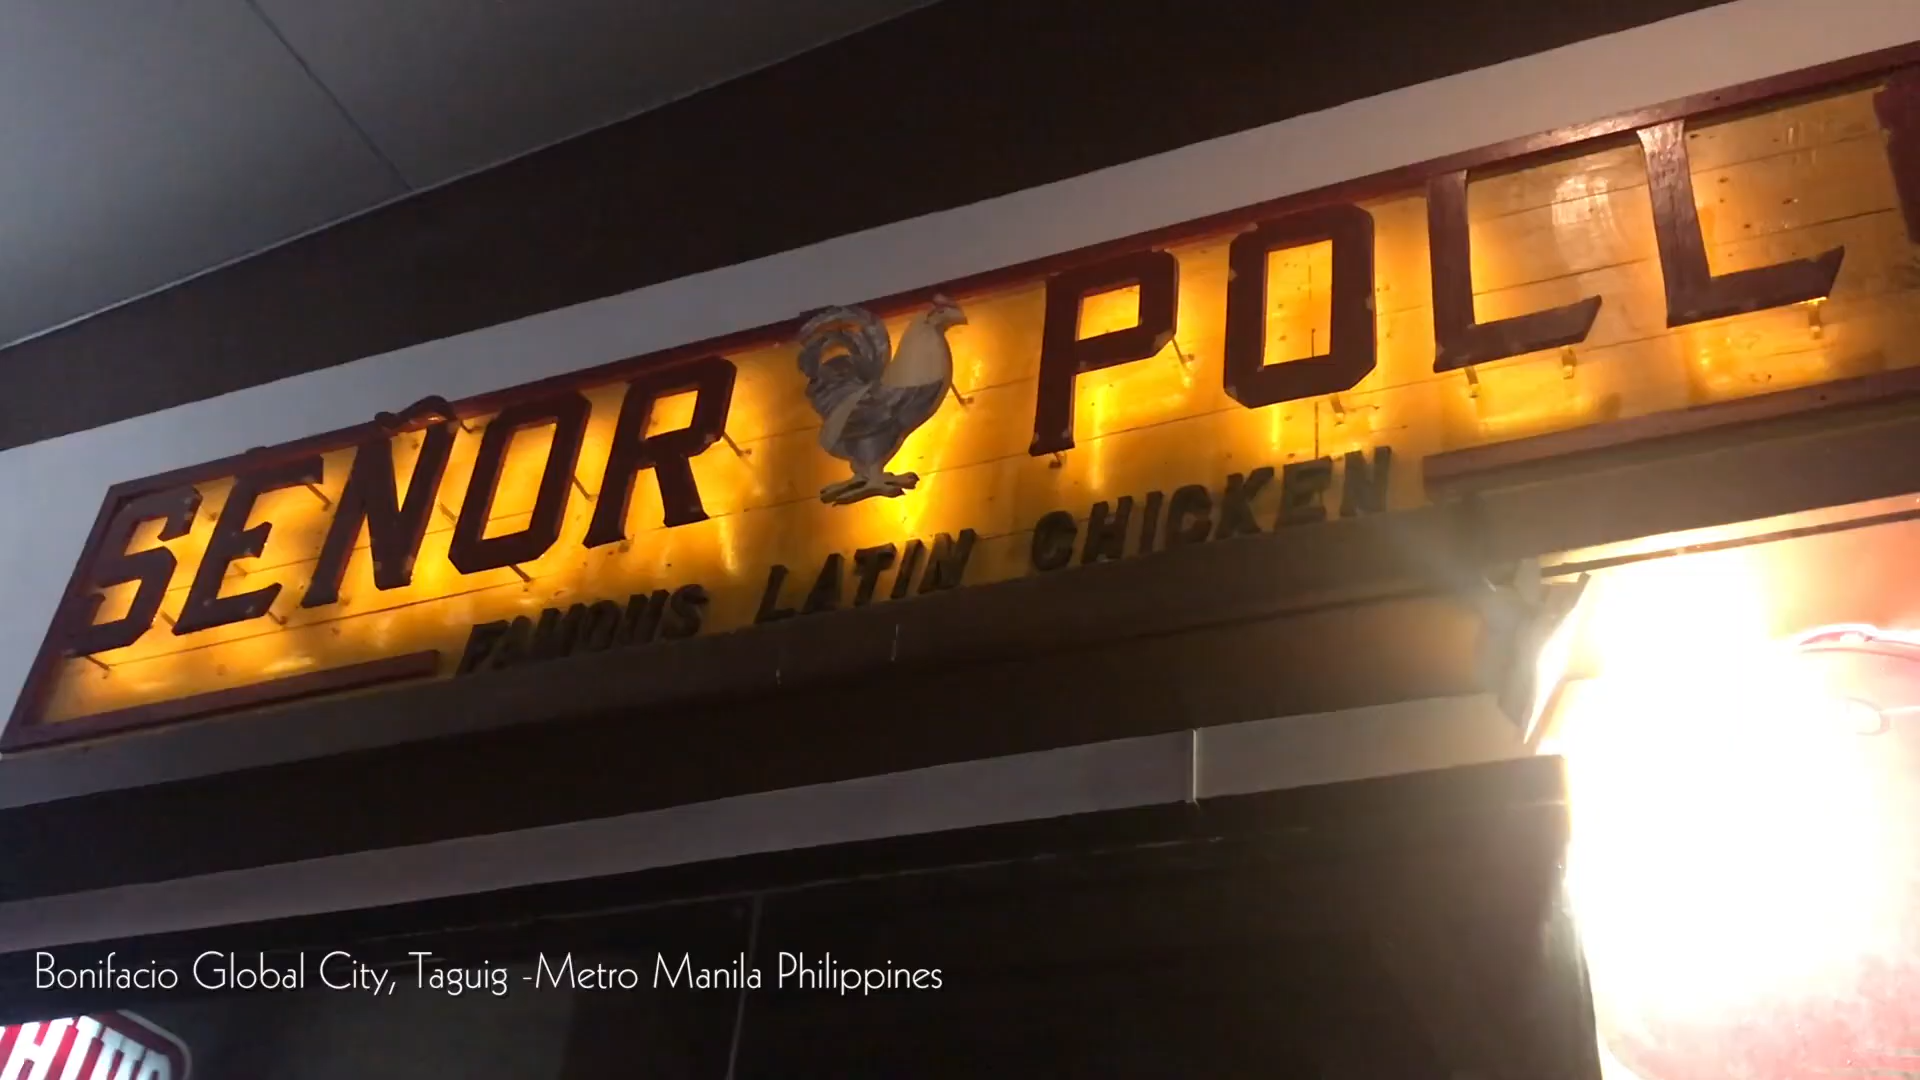 SEÑOR POLL
FAMOUS LATIN CHICKEN
Bonifacio Global City, Taguig -Metro Manila Philippines